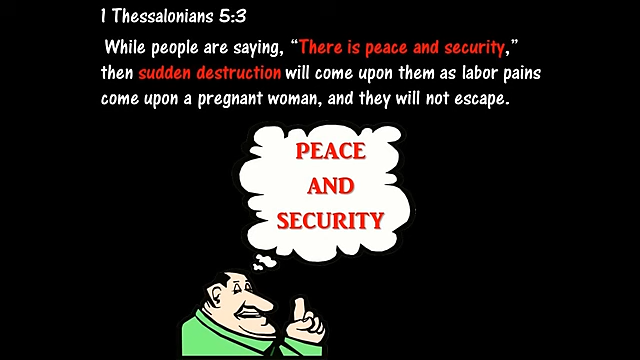 1 Thessalonians 5:3
While people are saying, “There is peace and security,”
then sudden destruction will come upon them as labor pains
come upon a pregnant woman, and they will not escape.
PEACE
AND
SECURITY